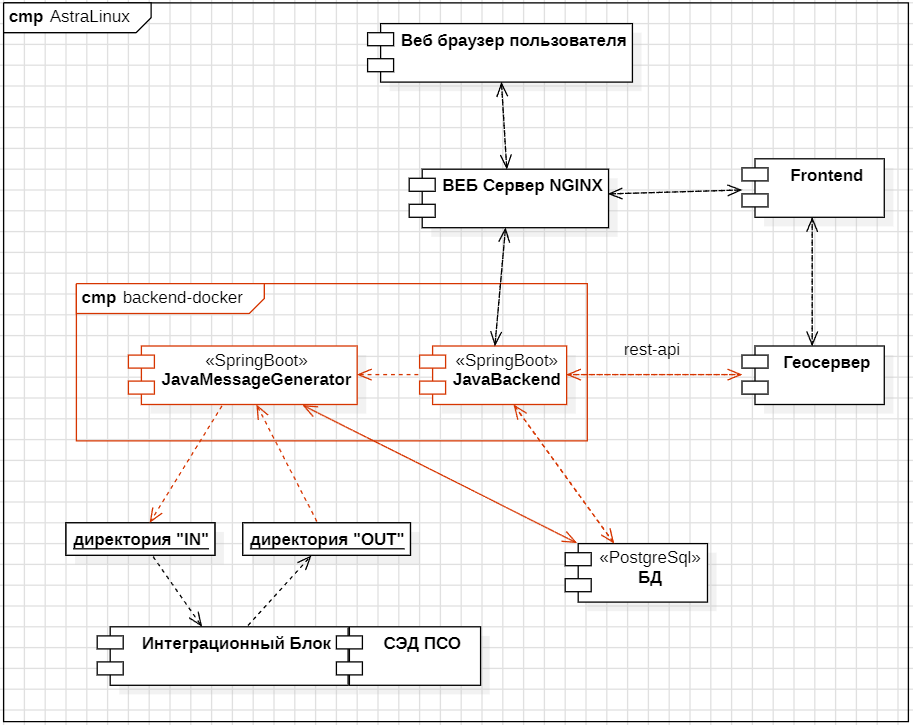 cmp AstraLinux
Веб браузер пользователя
ВЕБ Сервер NGINX
Frontend
cmp backend-docker
«SpringBoot»
JavaMessageGenerator
«SpringBoot»
JavaBackend
rest-api
Геосервер
директория "IN"
директория "OUT"
«PostgreSql»
БД
Интеграционный Блок
СЭД ПСО